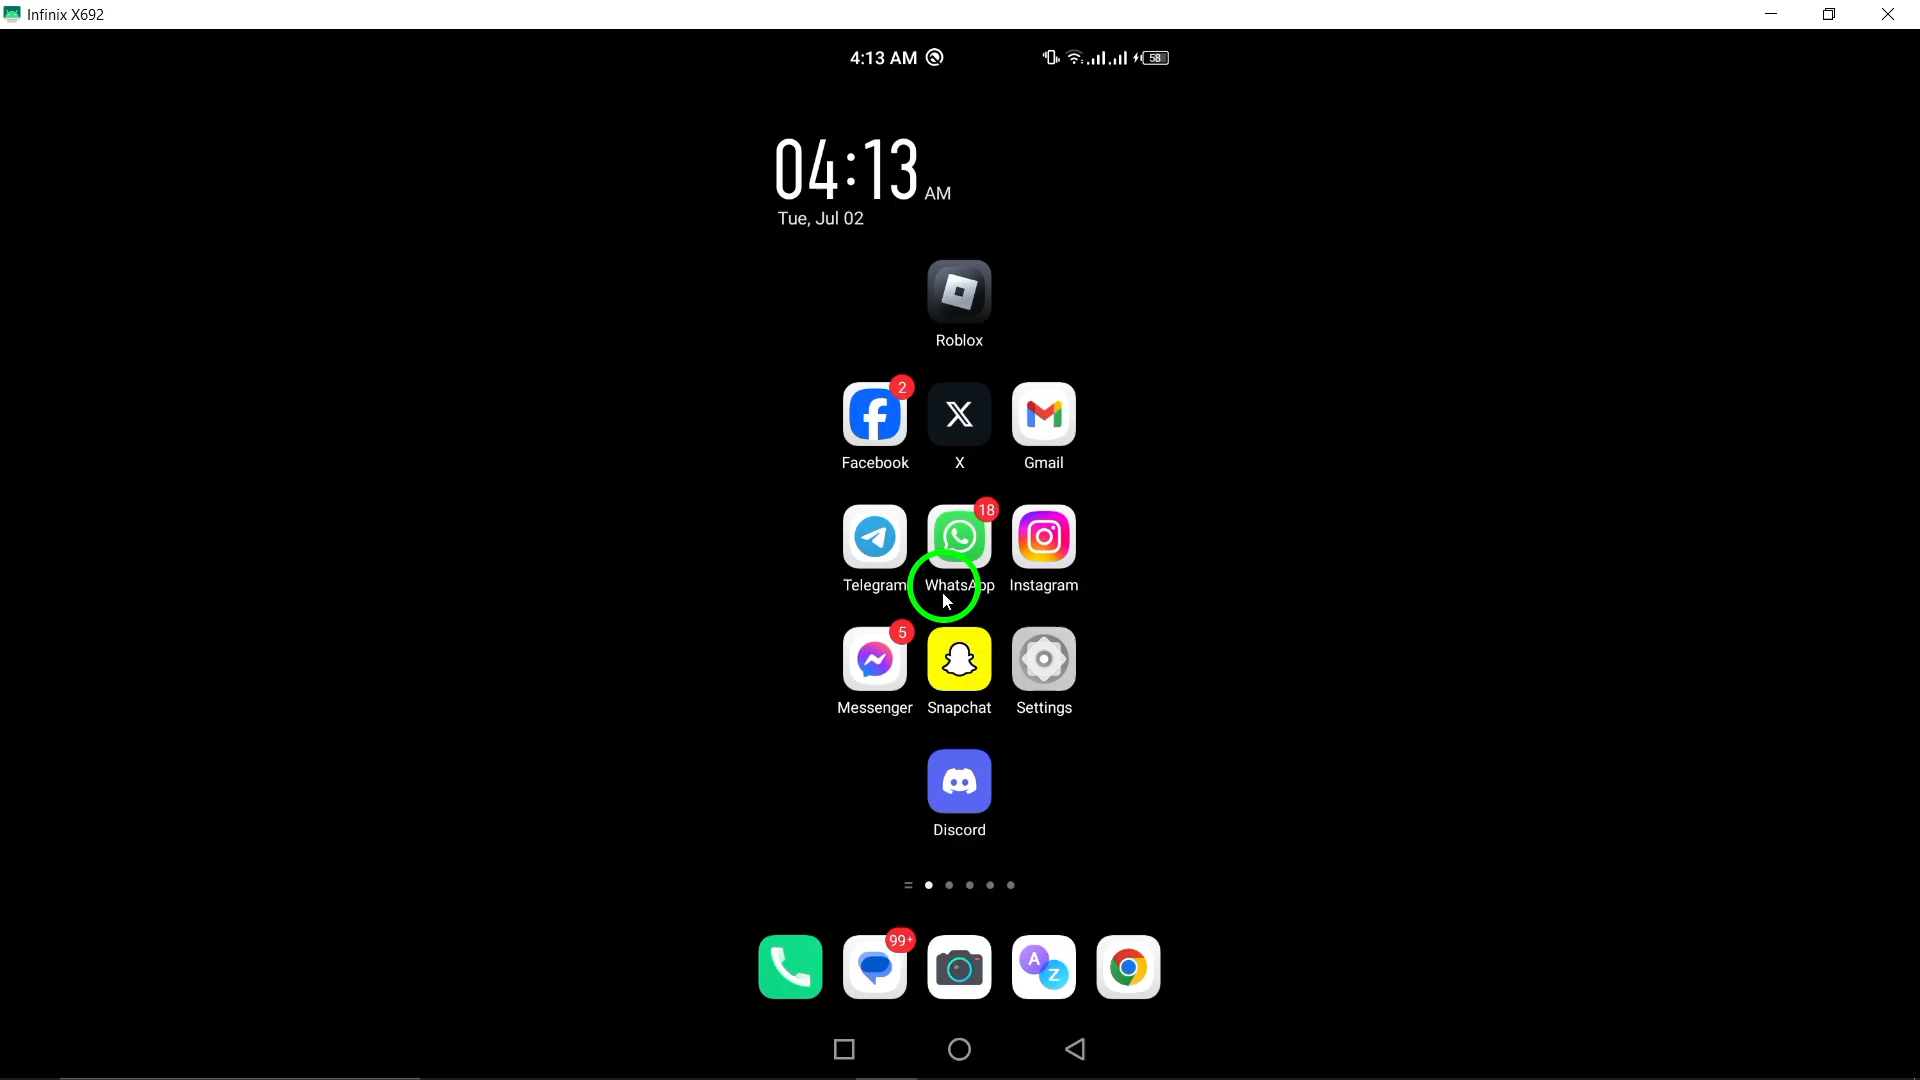 Infinix X692
4:13 AM
58
04:13 AM
Tue, Jul 02
Roblox
2
Facebook
X
Gmail
18
Telegram
WhatsApp
Instagram
5
Messenger
Snapchat
Settings
Discord
99+
A
Z